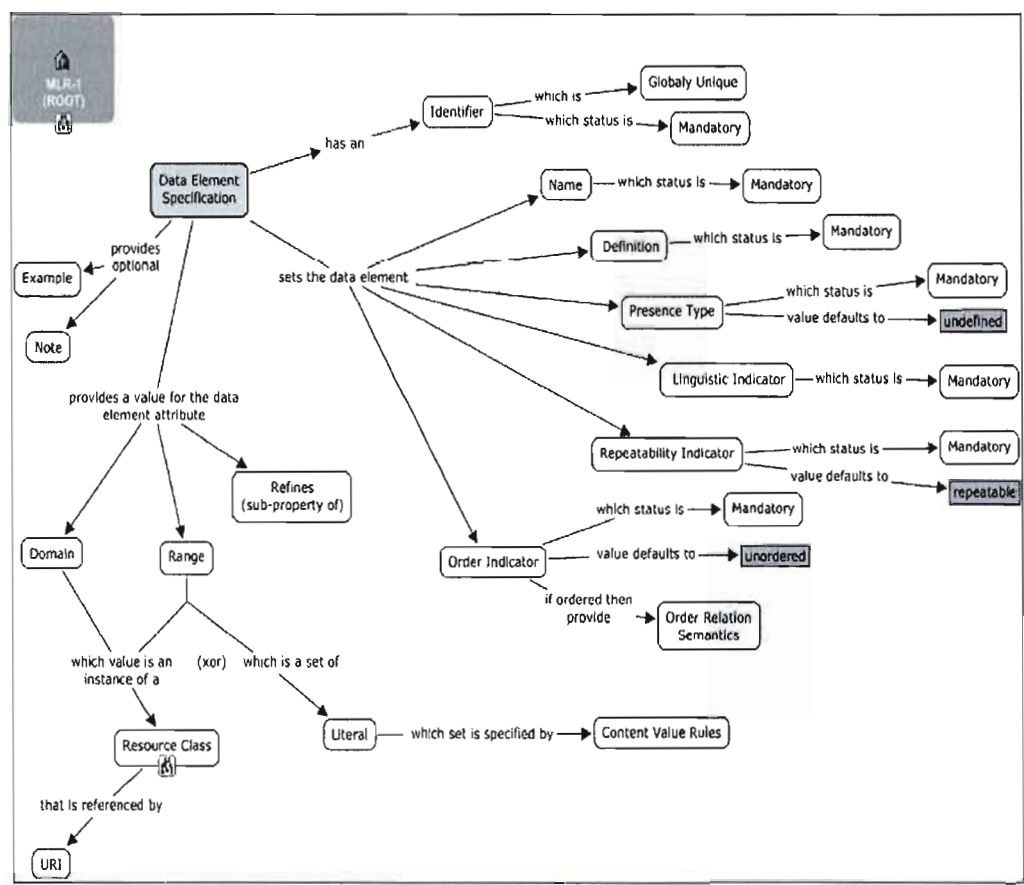 MLR-1
(ROOT)
Globaly Unique
which is
Identifier
which status is
Mandatory
has an
Data Element
Specification
Name
which status is
Mandatory
provides
optional
Definition
which status is
Mandatory
Example
sets the data element
Mandatory
which status is
Presence Type
value defaults to
undefined
Note
Linguistic Indicator
which status is
Mandatory
provides a value for the data
element attribute
Repeatability Indicator
which status is
Mandatory
value defaults to
repeatable
Refines
(sub-property of)
which status is
Mandatory
Domain
Range
Order Indicator
value defaults to
unordered
if ordered then
provide
Order Relation
Semantics
which value is an
instance of a
(xor)
which is a set of
Literal
which set is specified by
Content Value Rules
Resource Class
that is referenced by
URI